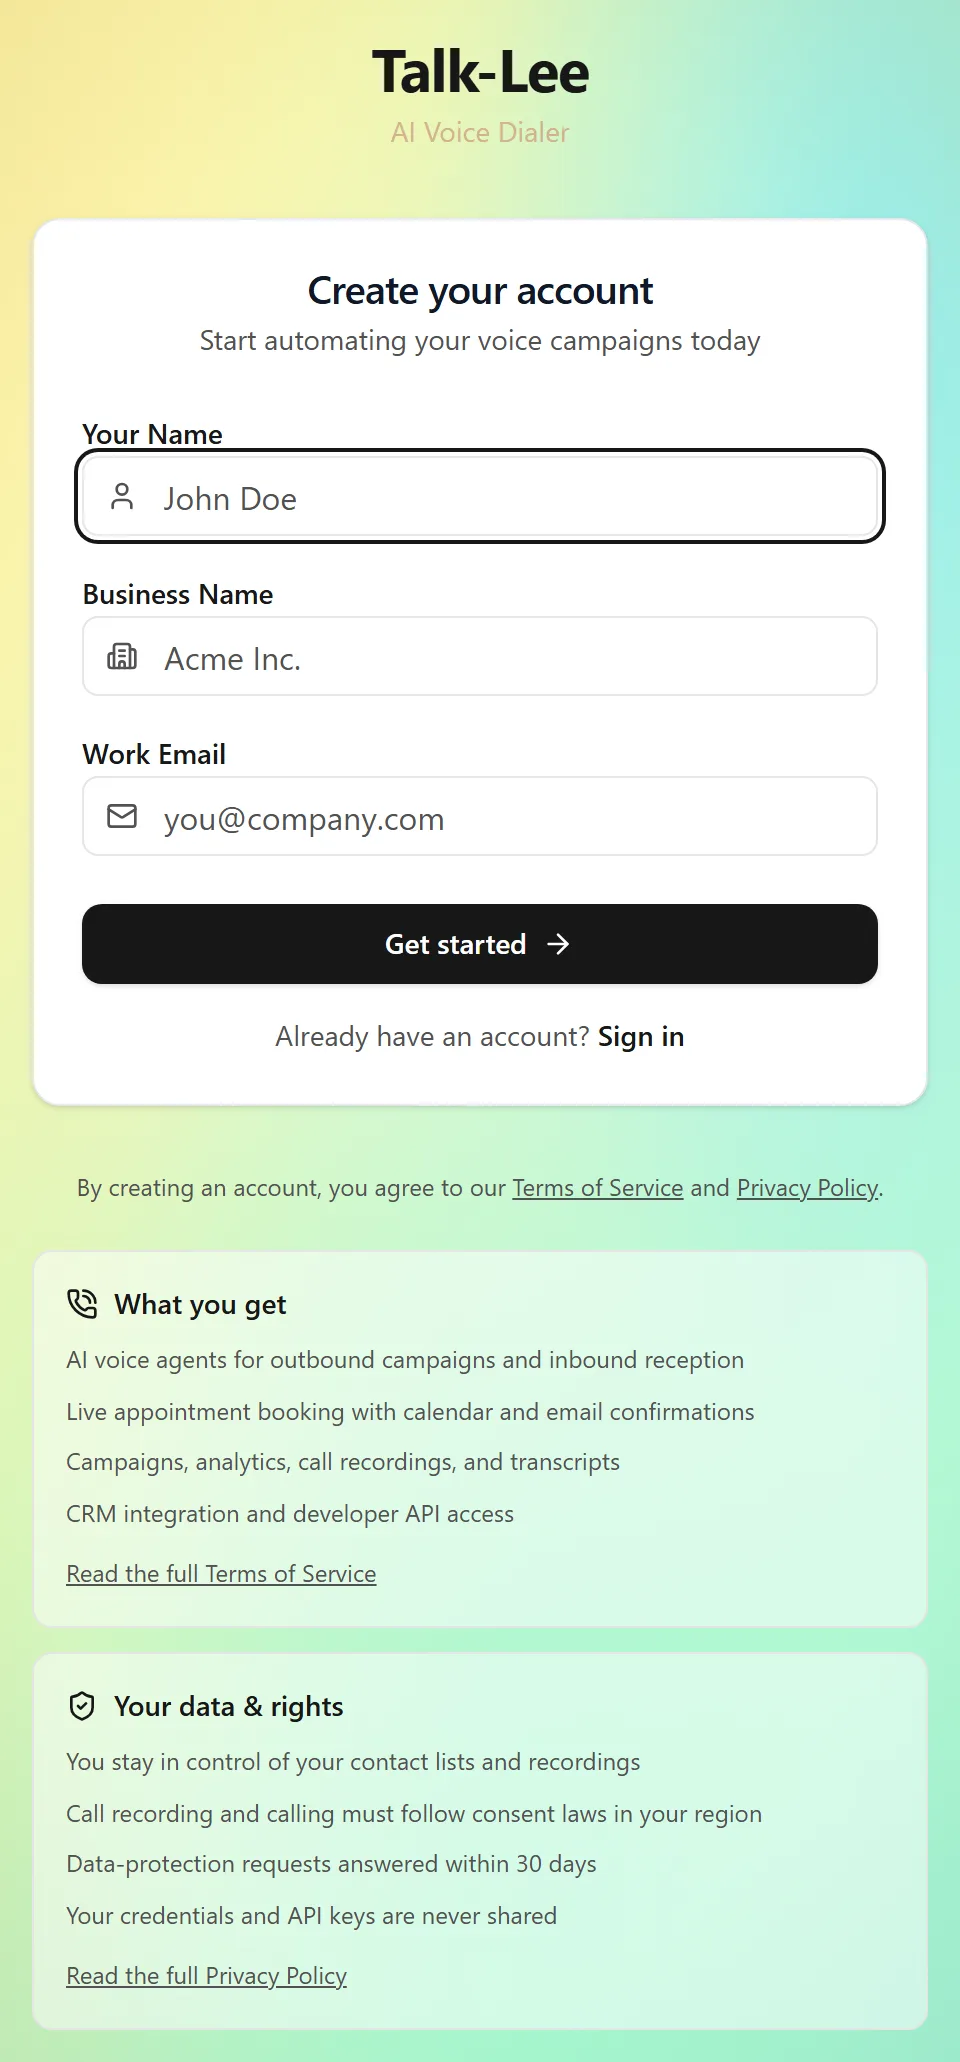 Talk-Lee
AI Voice Dialer
Create your account
Start automating your voice campaigns today
Your Name
John Doe
Business Name
Acme Inc.
Work Email
you@company.com
Get started
Already have an account? Sign in
By creating an account, you agree to our Terms of Service and Privacy Policy.
What you get
AI voice agents for outbound campaigns and inbound reception
Live appointment booking with calendar and email confirmations
Campaigns, analytics, call recordings, and transcripts
CRM integration and developer API access
Read the full Terms of Service
Your data & rights
You stay in control of your contact lists and recordings
Call recording and calling must follow consent laws in your region
Data-protection requests answered within 30 days
Your credentials and API keys are never shared
Read the full Privacy Policy